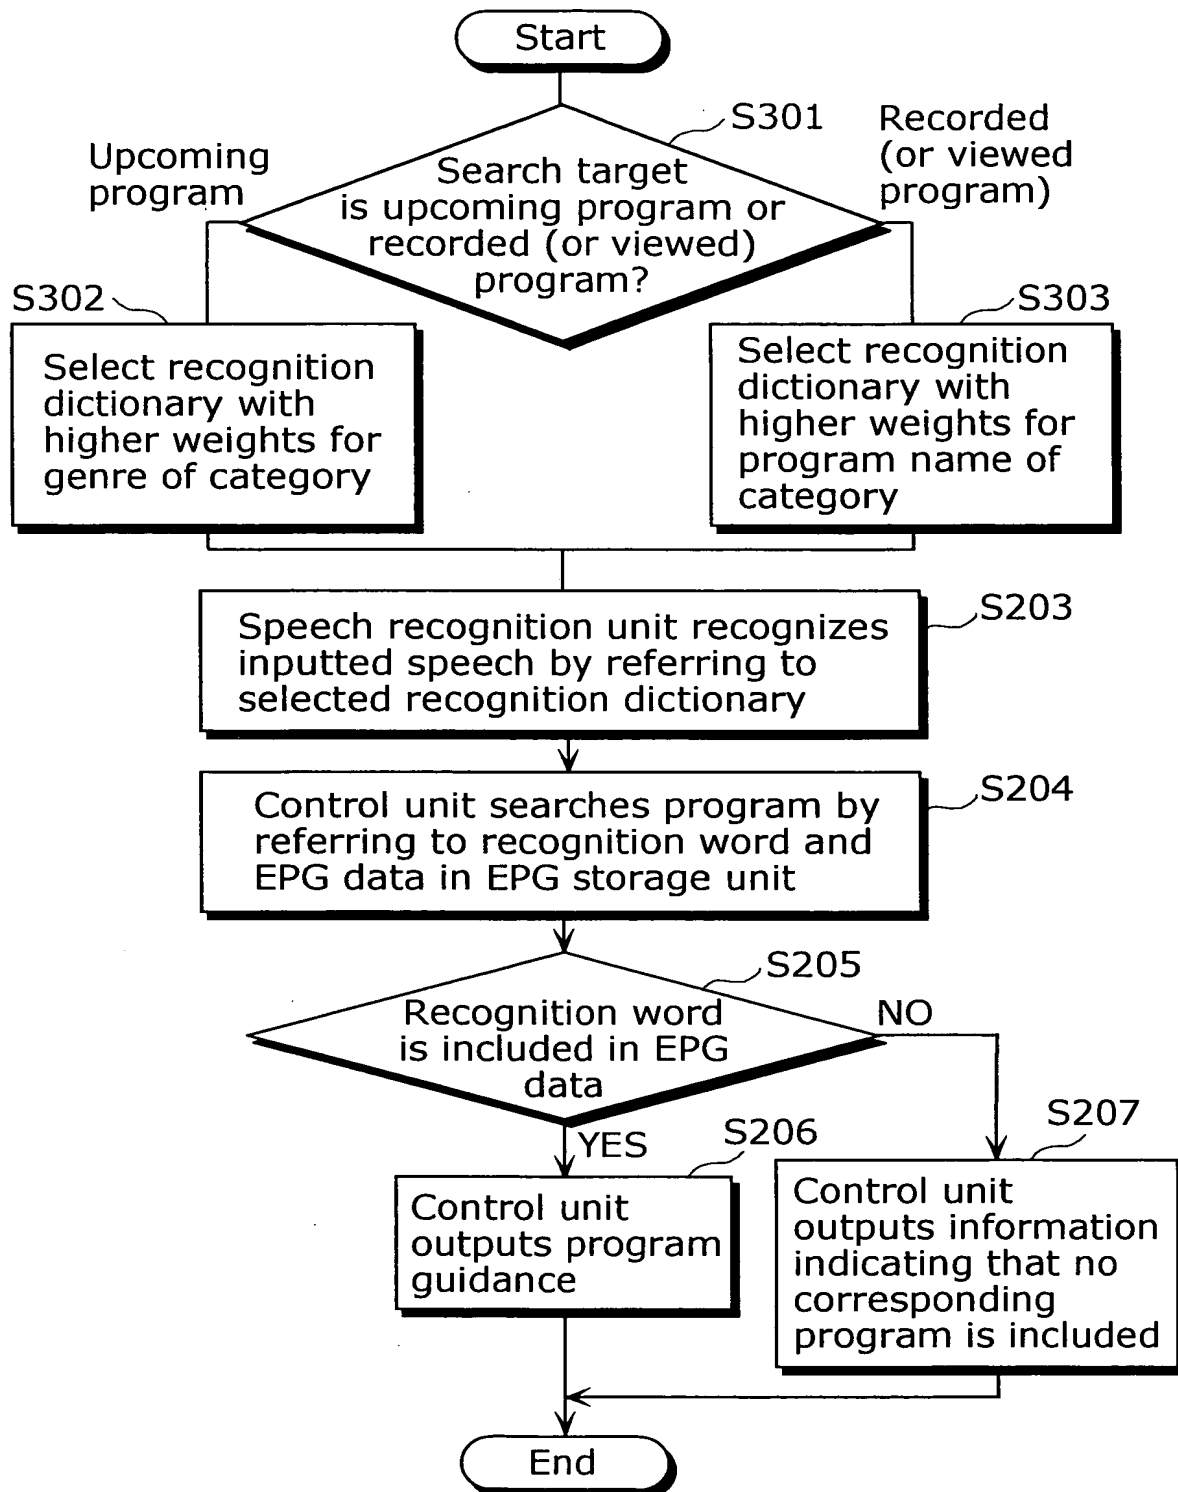 Start
S301
Upcoming
program
Recorded
(or viewed
program)
Search target
is upcoming program or
recorded (or viewed)
program?
S302
Select recognition
dictionary with
higher weights for
genre of category
S303
Select recognition
dictionary with
higher weights for
program name of
category
S203
Speech recognition unit recognizes
inputted speech by referring to
selected recognition dictionary
S204
Control unit searches program by
referring to recognition word and
EPG data in EPG storage unit
S205
Recognition word
is included in EPG
data
NO
YES
S206
Control unit
outputs program
guidance
S207
Control unit
outputs information
indicating that no
corresponding
program is included
End